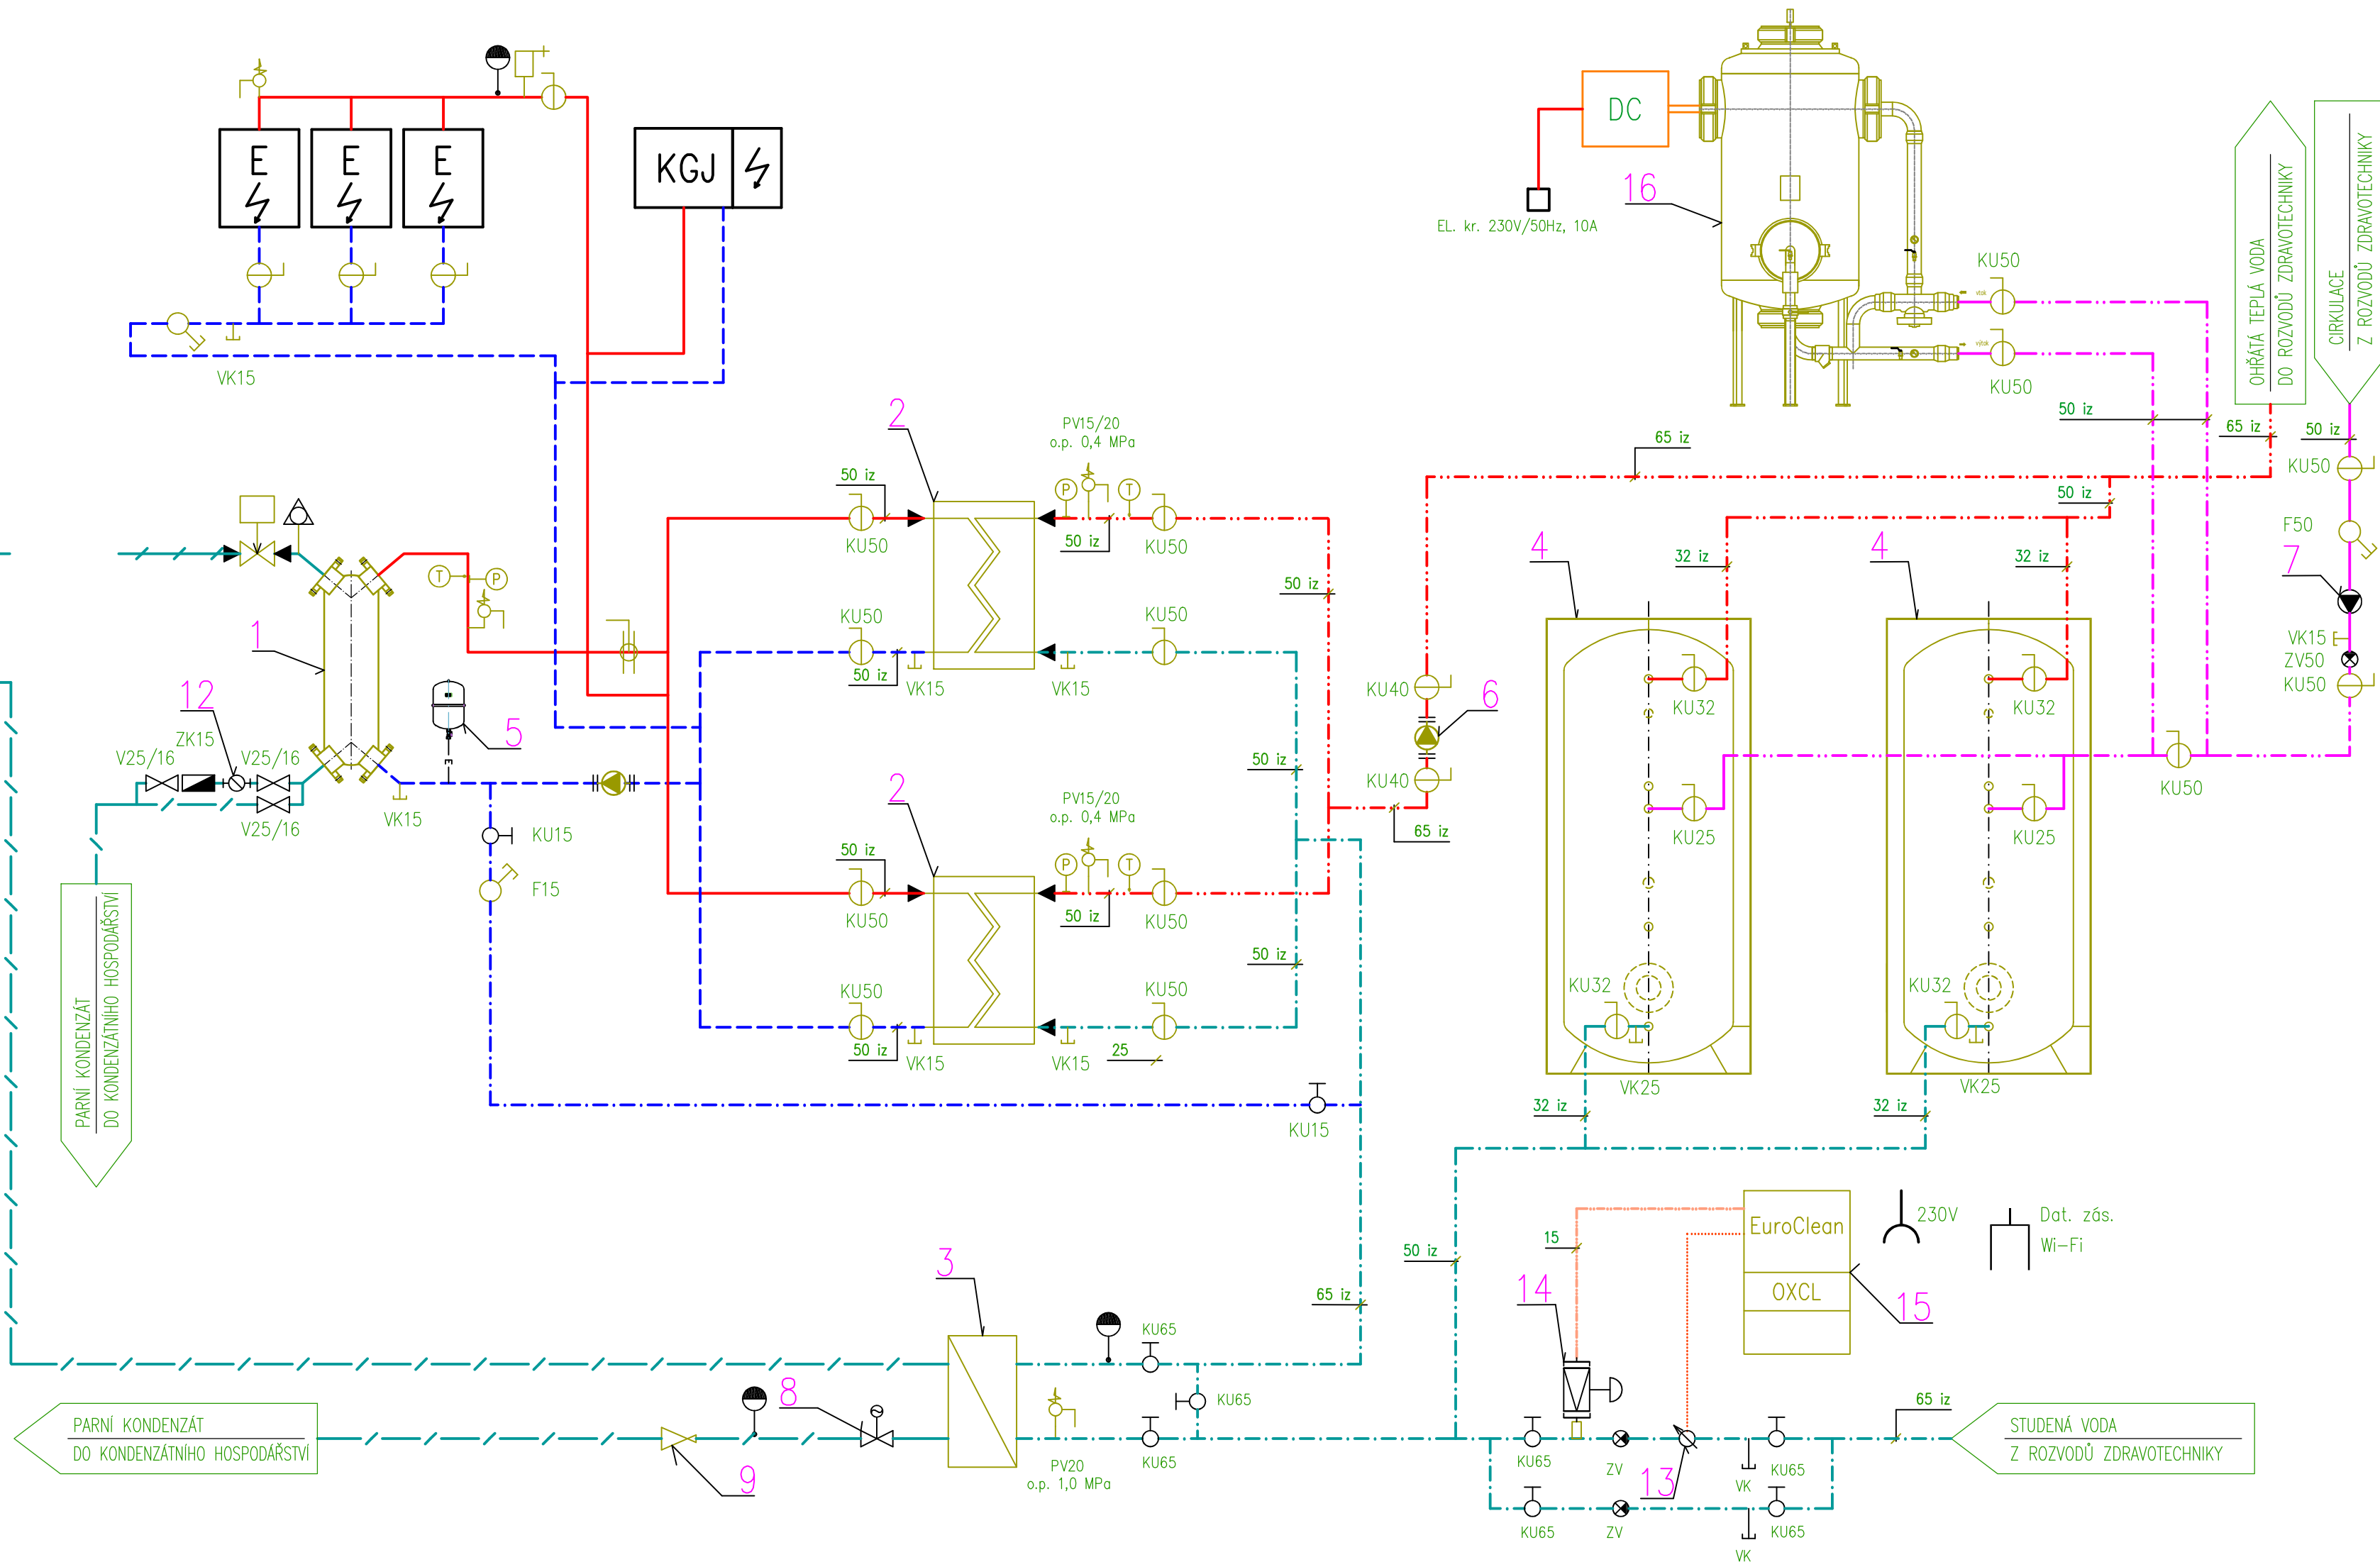 E
E
E
KGJ
VK15
DC
EL. kr. 230V/50Hz, 10A
16
KU50
KU50
vtok
výtok
OHŘÁTÁ TEPLÁ VODA
DO ROZVODŮ ZDRAVOTECHNIKY
CIRKULACE
Z ROZVODŮ ZDRAVOTECHNIKY
50 iz
65 iz
50 iz
KU50
F50
7
VK15
ZV50
KU50
KU50
65 iz
50 iz
2
PV15/20
o.p. 0,4 MPa
50 iz
P
T
KU50
50 iz
KU50
KU50
50 iz
VK15
KU50
VK15
50 iz
50 iz
1
T
P
12
ZK15
V25/16
V25/16
V25/16
VK15
5
KU15
F15
PARNÍ KONDENZÁT
DO KONDENZÁTNÍHO HOSPODÁŘSTVÍ
2
PV15/20
o.p. 0,4 MPa
50 iz
P
T
KU50
50 iz
KU50
50 iz
KU50
50 iz
VK15
KU50
VK15
25
KU15
KU40
6
KU40
65 iz
4
32 iz
KU32
KU25
KU32
VK25
32 iz
4
32 iz
KU32
KU25
KU32
VK25
32 iz
50 iz
65 iz
3
KU65
KU65
KU65
PV20
o.p. 1,0 MPa
8
9
PARNÍ KONDENZÁT
DO KONDENZÁTNÍHO HOSPODÁŘSTVÍ
15
14
EuroClean
OXCL
15
230V
Dat. zás.
Wi-Fi
13
KU65
ZV
VK
KU65
KU65
ZV
VK
KU65
65 iz
STUDENÁ VODA
Z ROZVODŮ ZDRAVOTECHNIKY